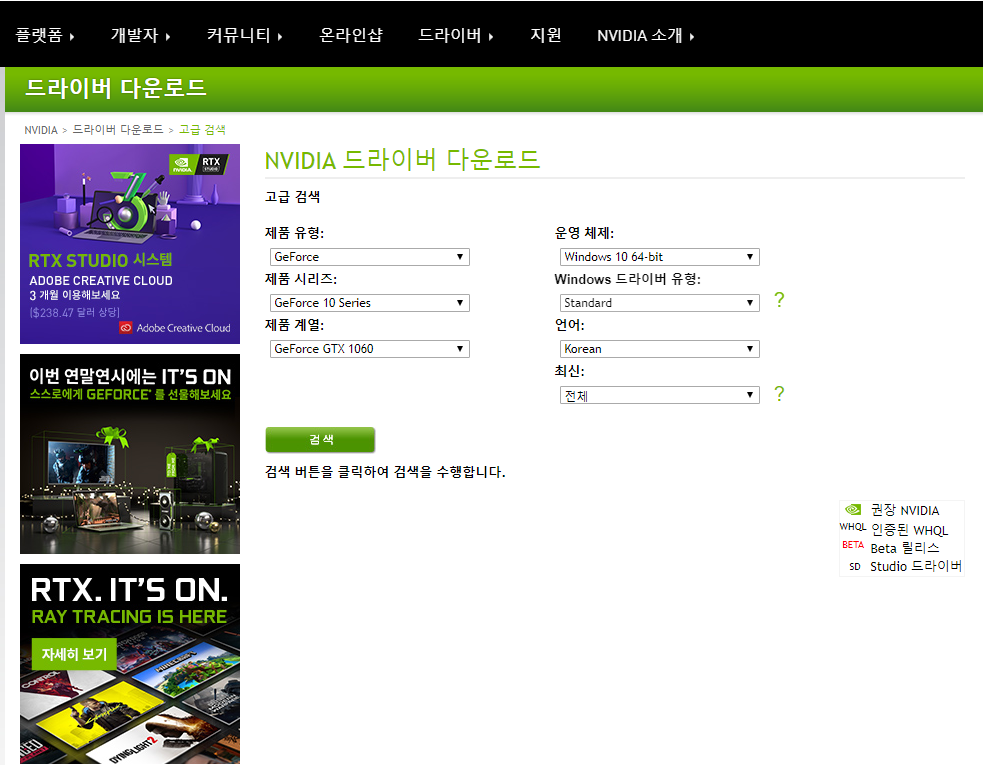 플랫폼 개발자 커뮤니티 온라인샵 드라이버 지원 NVIDIA 소개
드라이버 다운로드
NVIDIA > 드라이버 다운로드 > 고급 검색
NVIDIA RTX STUDIO
RTX STUDIO 시스템
ADOBE CREATIVE CLOUD
3 개월 이용해보세요
[$238.47 달러 상당]
Adobe Creative Cloud
이번 연말연시에는 IT'S ON
스스로에게 GEFORCE® 를 선물해보세요
RTX. IT'S ON.
RAY TRACING IS HERE
자세히 보기
CONTROL
MINECRAFT
DYING LIGHT 2
NVIDIA 드라이버 다운로드
고급 검색
제품 유형:
GeForce
제품 시리즈:
GeForce 10 Series
제품 계열:
GeForce GTX 1060
운영 체제:
Windows 10 64-bit
Windows 드라이버 유형:
Standard ?
언어:
Korean
최신:
전체 ?
검색
검색 버튼을 클릭하여 검색을 수행합니다.
권장 NVIDIA
WHQL 인증된 WHQL
BETA Beta 릴리스
SD Studio 드라이버